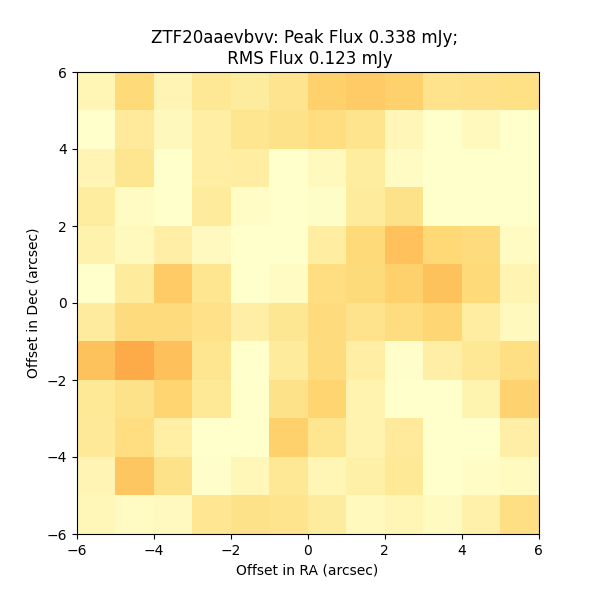 ZTF20aaevbvv: Peak Flux 0.338 mJy;
RMS Flux 0.123 mJy
6
4
2
0
−2
−4
−6
Offset in Dec (arcsec)
−6 −4 −2 0 2 4 6
Offset in RA (arcsec)